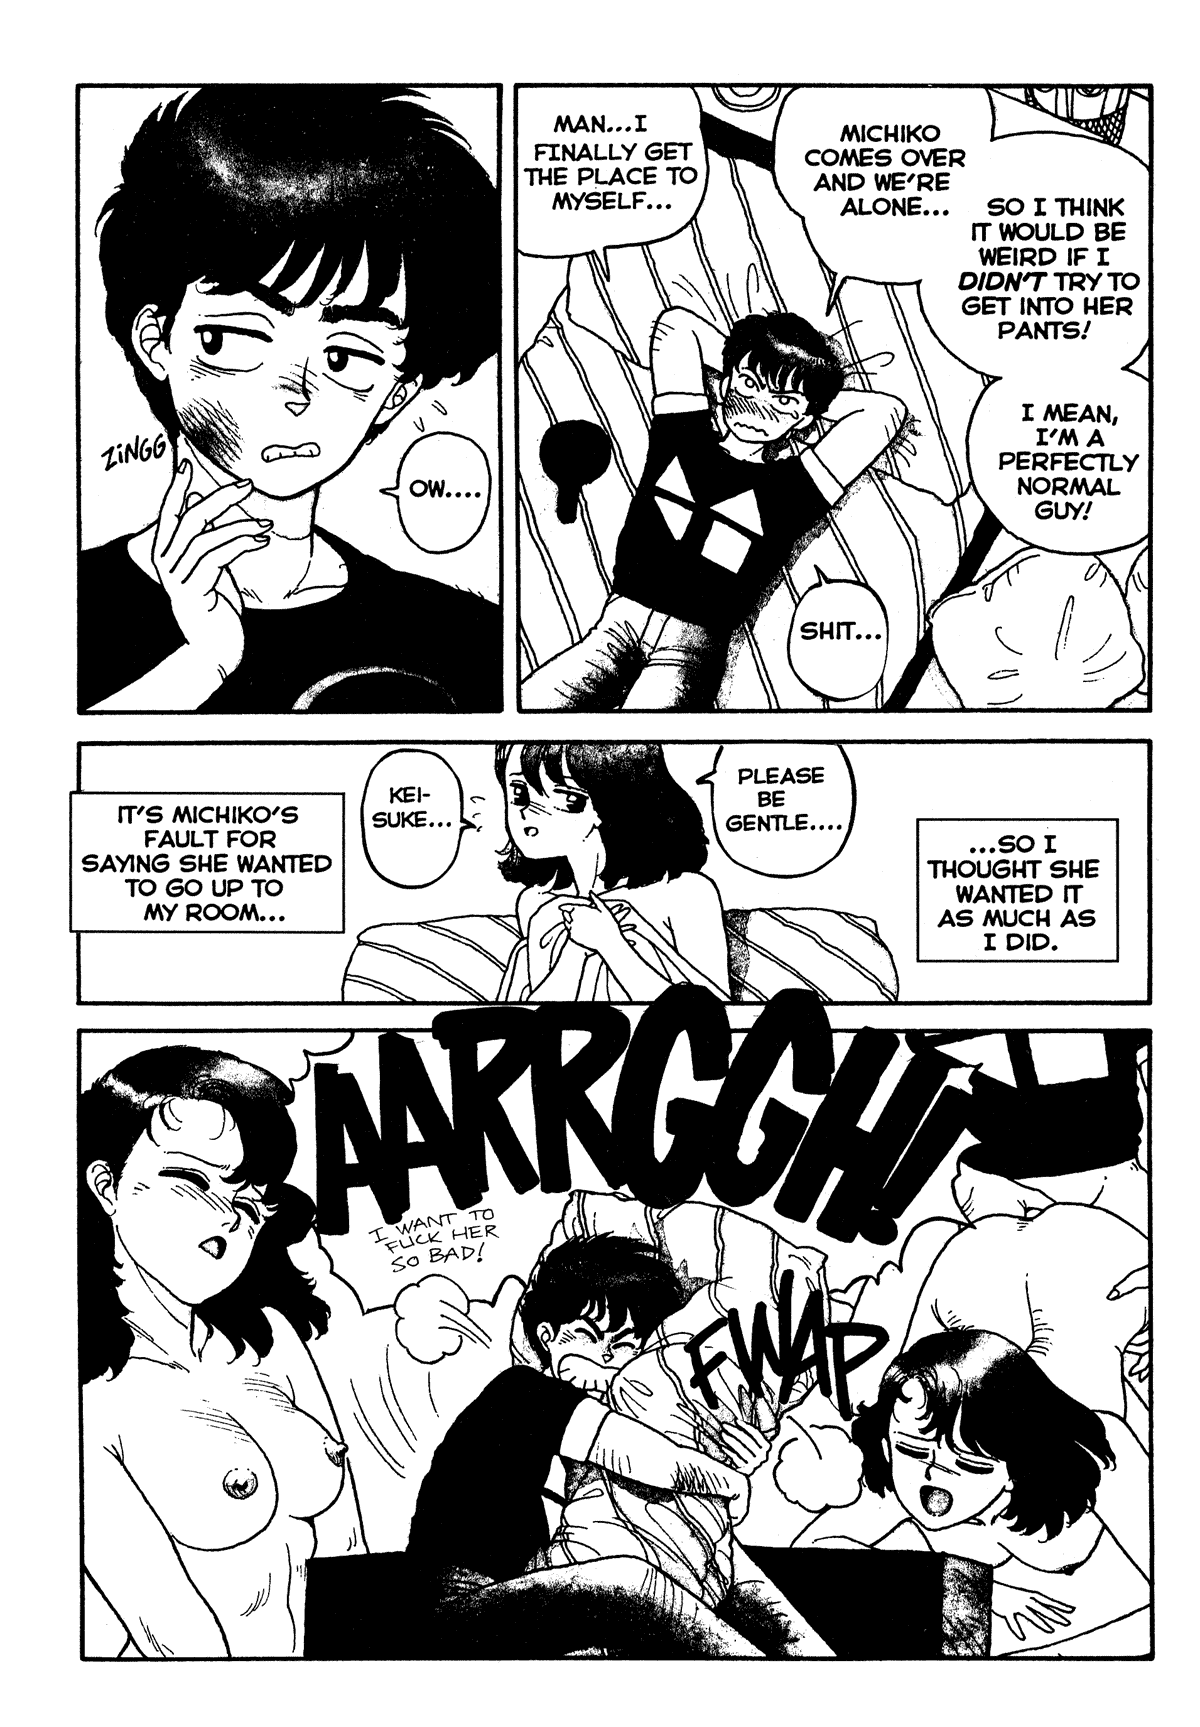 ZINGG
OW....
MAN...I
FINALLY GET
THE PLACE TO
MYSELF...
MICHIKO
COMES OVER
AND WE'RE
ALONE...
SO I THINK
IT WOULD BE
WEIRD IF I
DIDN'T TRY TO
GET INTO HER
PANTS!
I MEAN,
I'M A
PERFECTLY
NORMAL
GUY!
SHIT...
IT'S MICHIKO'S
FAULT FOR
SAYING SHE WANTED
TO GO UP TO
MY ROOM...
KEI-
SUKE...
PLEASE
BE
GENTLE....
...SO I
THOUGHT SHE
WANTED IT
AS MUCH AS
I DID.
AARRGGH!
I WANT TO
FUCK HER
SO BAD!
FWAP